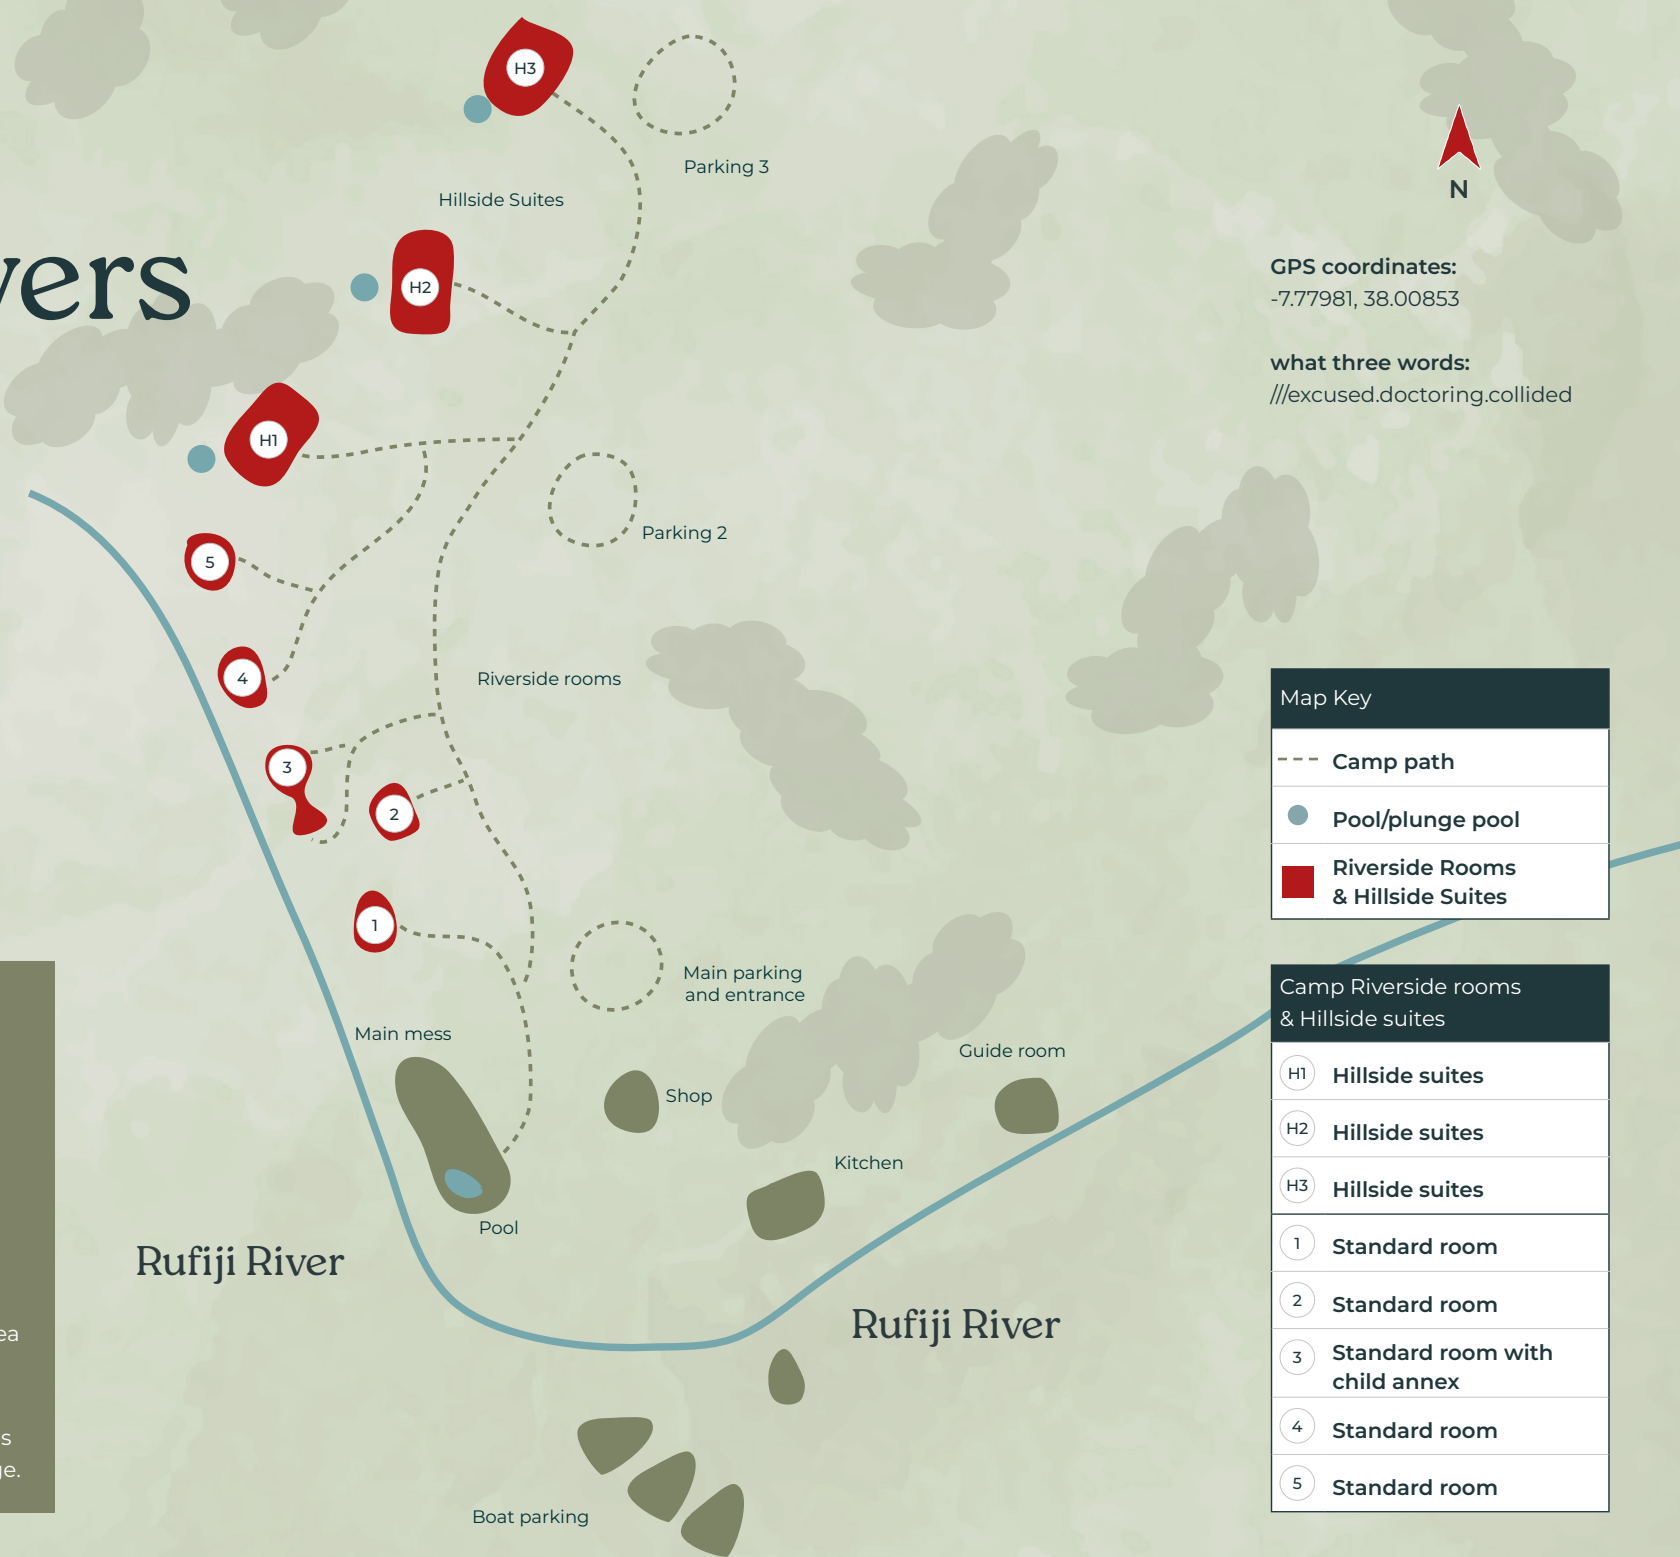 H3
Parking 3
Hillside Suites
N
H2
GPS coordinates:
-7.77981, 38.00853
what three words:
///excused.doctoring.collided
H1
Parking 2
5
4
Riverside rooms
3
2
1
Main parking
and entrance
Main mess
Shop
Guide room
Kitchen
Pool
Rufiji River
Rufiji River
Boat parking
Map Key
Camp path
Pool/plunge pool
Riverside Rooms
& Hillside Suites
Camp Riverside rooms
& Hillside suites
H1 Hillside suites
H2 Hillside suites
H3 Hillside suites
1 Standard room
2 Standard room
3 Standard room with
child annex
4 Standard room
5 Standard room